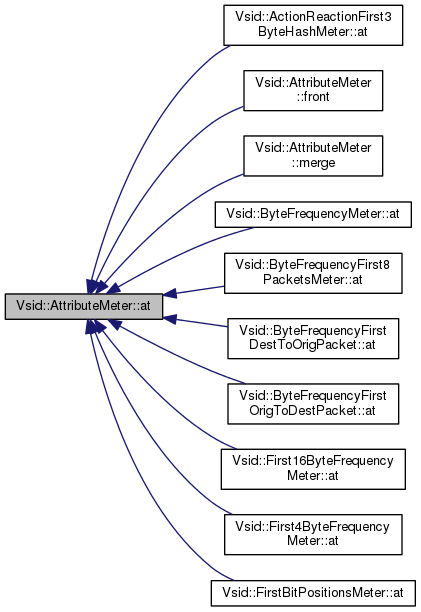 Vsid::ActionReactionFirst3
ByteHashMeter::at
Vsid::AttributeMeter
::front
Vsid::AttributeMeter
::merge
Vsid::ByteFrequencyMeter::at
Vsid::ByteFrequencyFirst8
PacketsMeter::at
Vsid::AttributeMeter::at
Vsid::ByteFrequencyFirst
DestToOrigPacket::at
Vsid::ByteFrequencyFirst
OrigToDestPacket::at
Vsid::First16ByteFrequency
Meter::at
Vsid::First4ByteFrequency
Meter::at
Vsid::FirstBitPositionsMeter::at